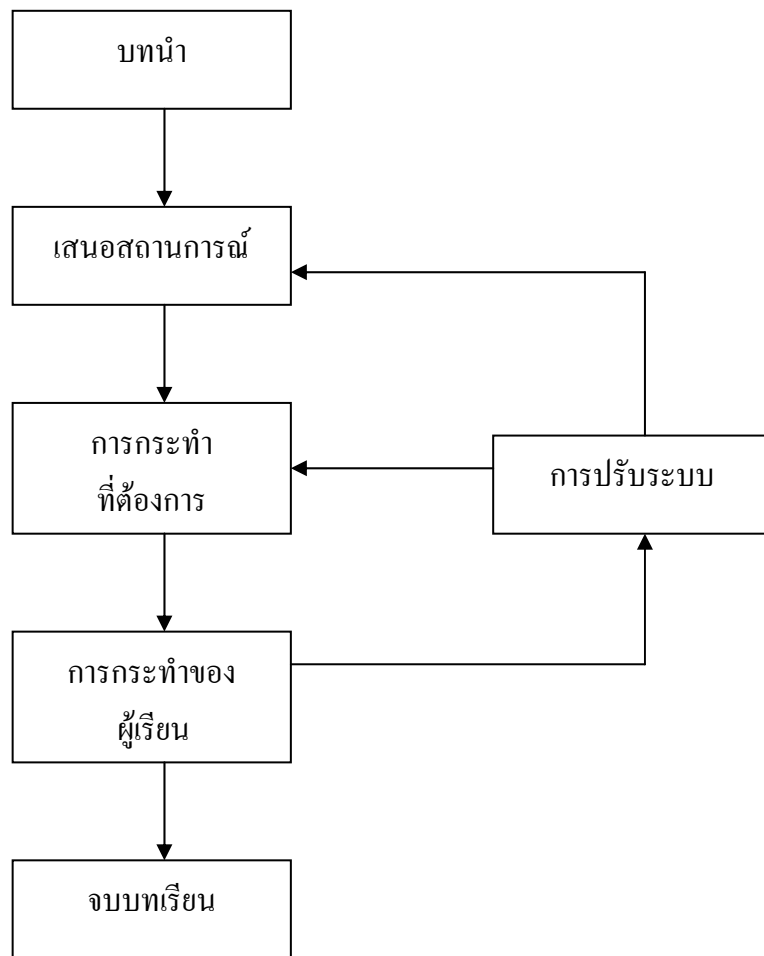 บทนำ
เสนอสถานการณ์
การกระทำ
ที่ต้องการ
การปรับระบบ
การกระทำของ
ผู้เรียน
จบบทเรียน